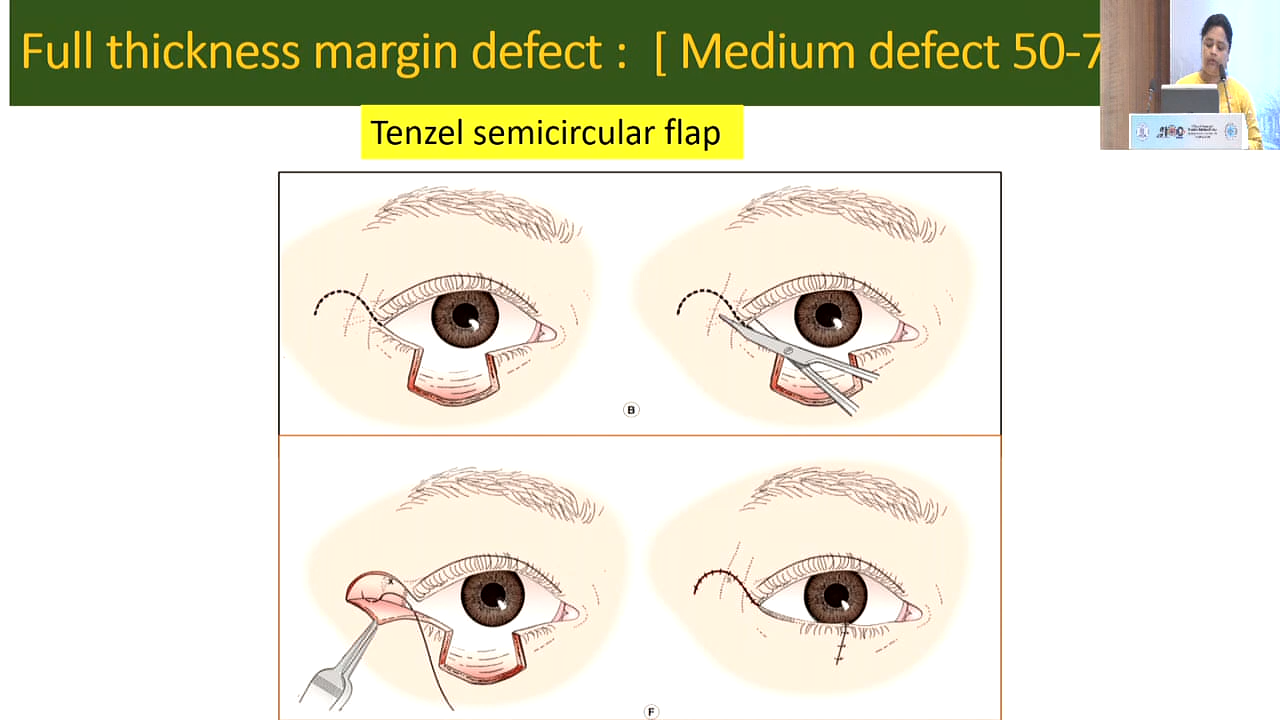 Full thickness margin defect : [ Medium defect 50-7
Tenzel semicircular flap
B
F